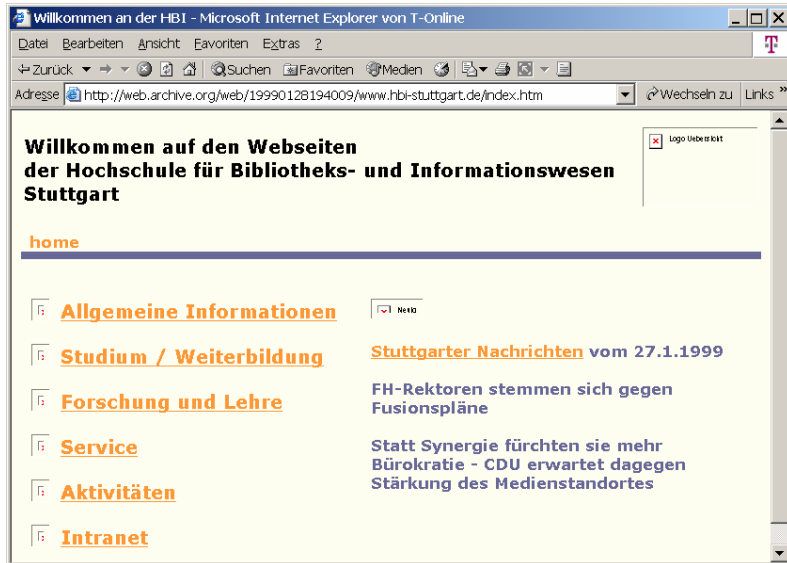 Willkommen an der HBI - Microsoft Internet Explorer von T-Online
Datei Bearbeiten Ansicht Favoriten Extras ?
T
Zurück Suchen Favoriten Medien
Adresse http://web.archive.org/web/19990128194009/www.hbi-stuttgart.de/index.htm Wechseln zu Links »
Willkommen auf den Webseiten
der Hochschule für Bibliotheks- und Informationswesen
Stuttgart
Logo Uebersicht
home
Allgemeine Informationen
Studium / Weiterbildung
Forschung und Lehre
Service
Aktivitäten
Intranet
Stuttgarter Nachrichten vom 27.1.1999
FH-Rektoren stemmen sich gegen
Fusionspläne
Statt Synergie fürchten sie mehr
Bürokratie - CDU erwartet dagegen
Stärkung des Medienstandortes